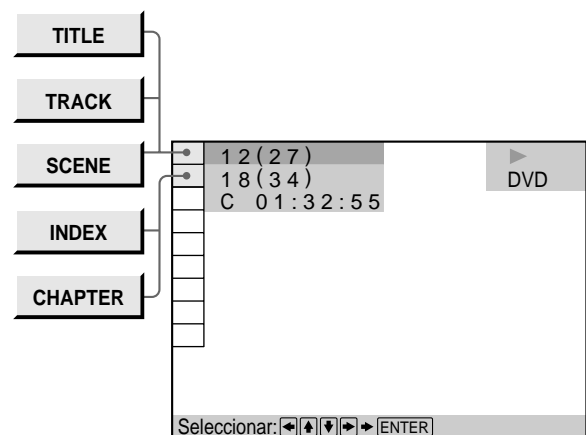 TITLE
TRACK
SCENE
INDEX
CHAPTER
12(27)
18(34)
C 01:32:55
DVD
Seleccionar: ENTER